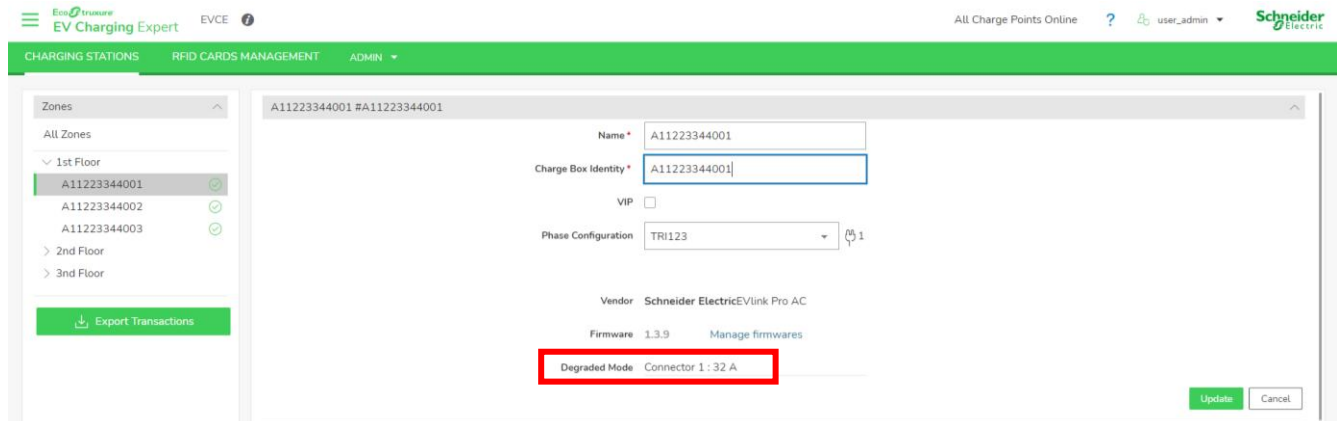 EcoStruxure
EV Charging Expert
EVCE
All Charge Points Online ? user_admin
Schneider Electric
CHARGING STATIONS RFID CARDS MANAGEMENT ADMIN
Zones
All Zones
1st Floor
A11223344001
A11223344002
A11223344003
2nd Floor
3nd Floor
Export Transactions
A11223344001 #A11223344001
Name * A11223344001
Charge Box Identity * A11223344001
VIP
Phase Configuration TRI123 1
Vendor Schneider ElectricEVlink Pro AC
Firmware 1.3.9 Manage firmwares
Degraded Mode Connector 1 : 32 A
Update Cancel